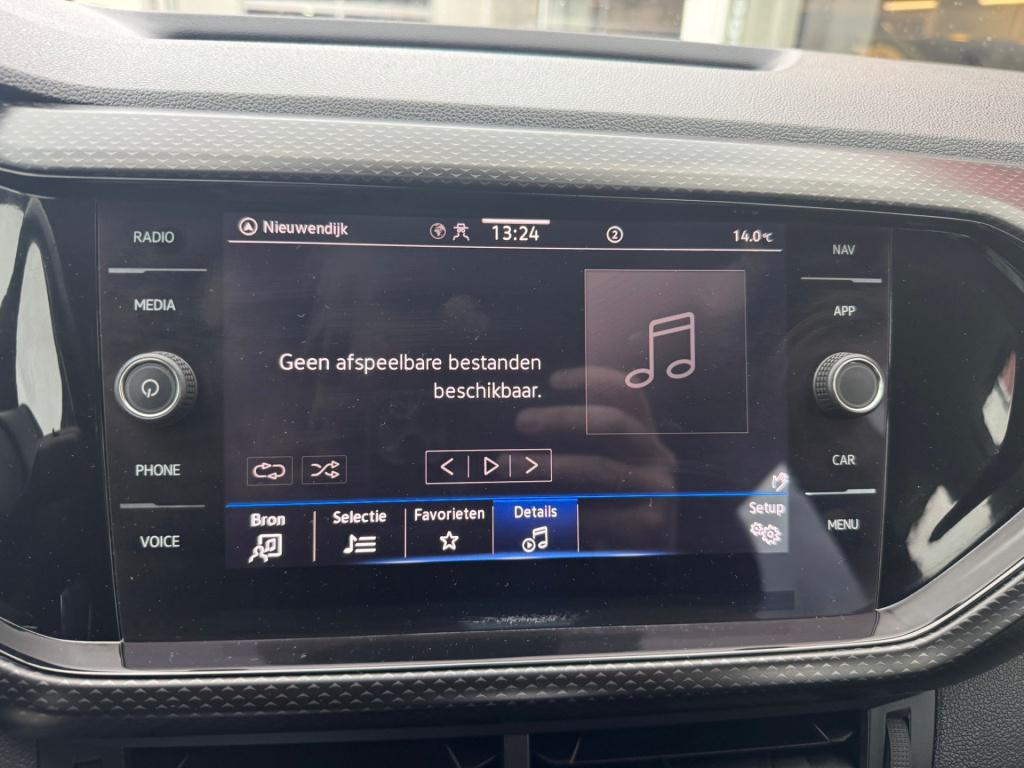 RADIO
MEDIA
PHONE
VOICE
Nieuwendijk
13:24
2
14.0°C
Geen afspeelbare bestanden
beschikbaar.
Bron
Selectie
Favorieten
Details
Setup
NAV
APP
CAR
MENU